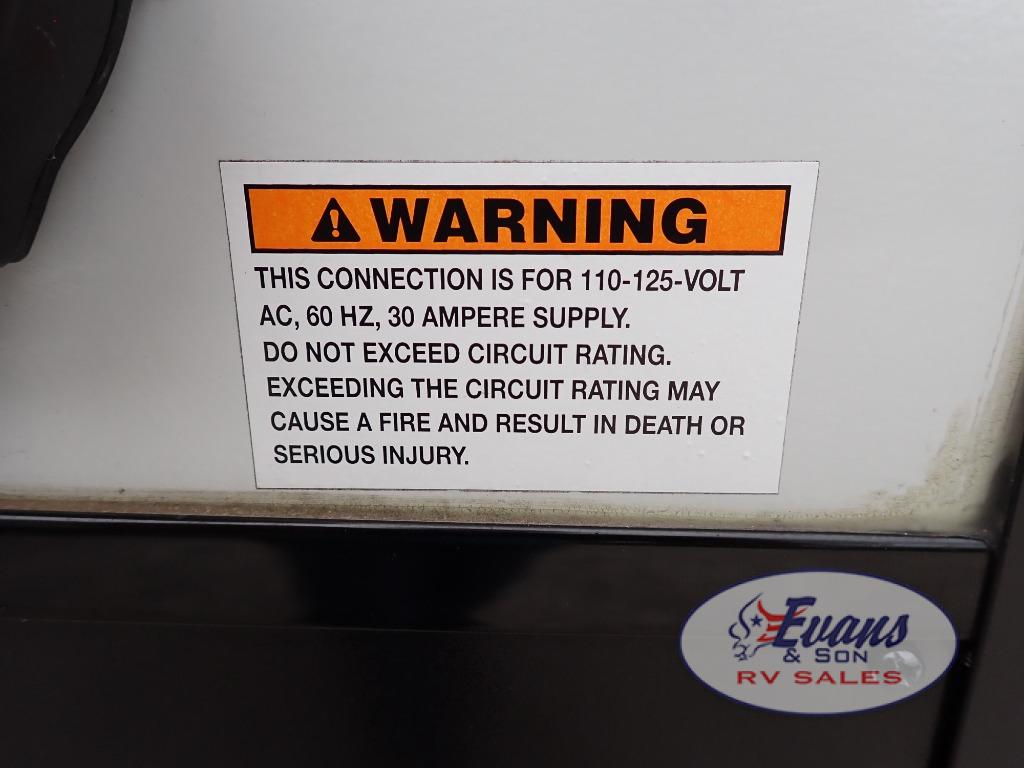 WARNING
THIS CONNECTION IS FOR 110-125-VOLT
AC, 60 HZ, 30 AMPERE SUPPLY.
DO NOT EXCEED CIRCUIT RATING.
EXCEEDING THE CIRCUIT RATING MAY
CAUSE A FIRE AND RESULT IN DEATH OR
SERIOUS INJURY.
Evans
& SON
RV SALES